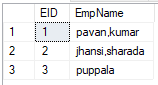 EID EmpName
1 1 pavan,kumar
2 2 jhansi,sharada
3 3 puppala